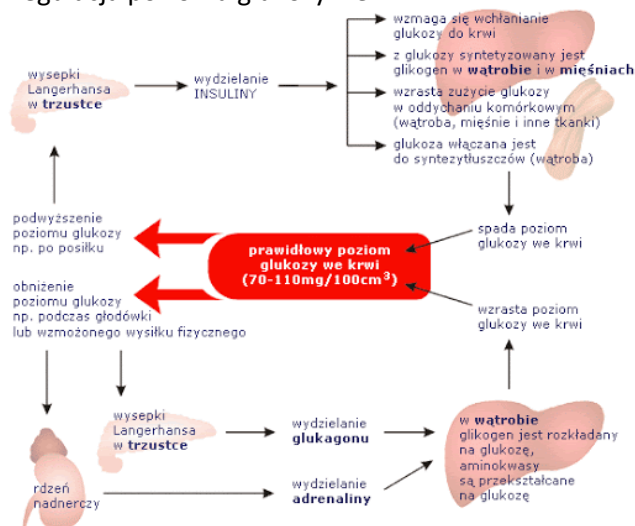 wzmaga się wchłanianie
glukozy do krwi
z glukozy syntetyzowany jest
glikogen w wątrobie i w mięśniach
wzrasta zużycie glukozy
w oddychaniu komórkowym
(wątroba, mięśnie i inne tkanki)
glukoza włączana jest
do syntezytłuszczów (wątroba)
wysepki
Langerhansa
w trzustce
wydzielanie
INSULINY
podwyższenie
poziomu glukozy
np. po posiłku
prawidłowy poziom
glukozy we krwi
(70-110mg/100cm³)
spada poziom
glukozy we krwi
obniżenie
poziomu glukozy
np. podczas głodówki
lub wzmożonego wysiłku fizycznego
wzrasta poziom
glukozy we krwi
wysepki
Langerhansa
w trzustce
wydzielanie
glukagonu
w wątrobie
glikogen jest rozkładany
na glukozę,
aminokwasy
są przekształcane
na glukozę
rdzeń
nadnerczy
wydzielanie
adrenaliny